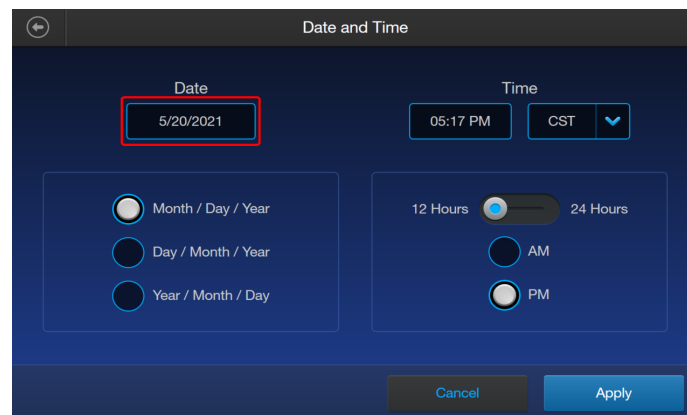 Date and Time
Date
5/20/2021
Time
05:17 PM CST
Month / Day / Year
Day / Month / Year
Year / Month / Day
12 Hours 24 Hours
AM
PM
Cancel Apply